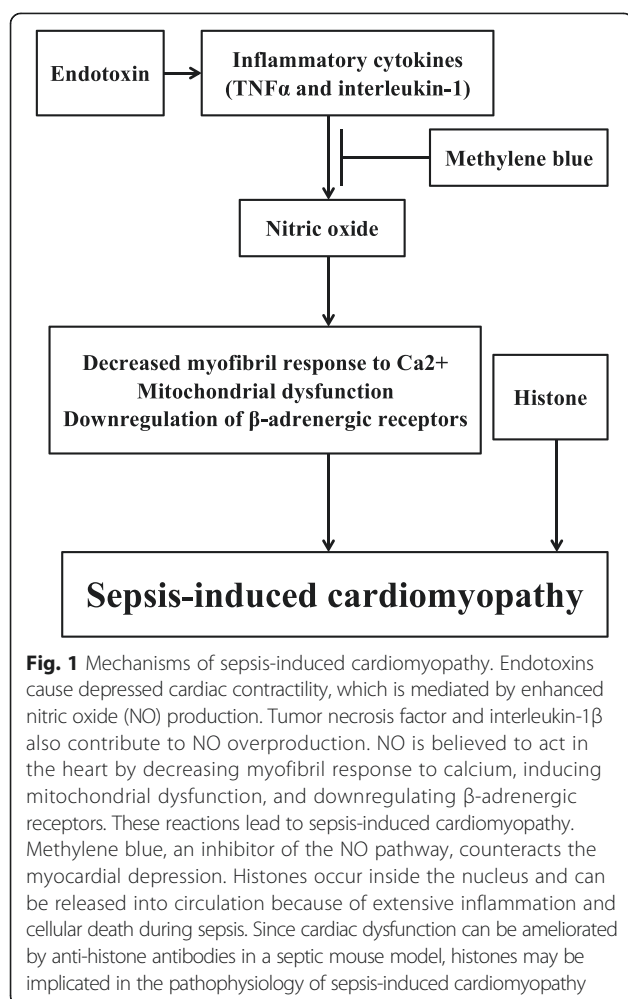 Endotoxin
Inflammatory cytokines
(TNFα and interleukin-1)
Methylene blue
Nitric oxide
Decreased myofibril response to Ca2+
Mitochondrial dysfunction
Downregulation of β-adrenergic receptors
Histone
Sepsis-induced cardiomyopathy
Fig. 1 Mechanisms of sepsis-induced cardiomyopathy. Endotoxins
cause depressed cardiac contractility, which is mediated by enhanced
nitric oxide (NO) production. Tumor necrosis factor and interleukin-1β
also contribute to NO overproduction. NO is believed to act in
the heart by decreasing myofibril response to calcium, inducing
mitochondrial dysfunction, and downregulating β-adrenergic
receptors. These reactions lead to sepsis-induced cardiomyopathy.
Methylene blue, an inhibitor of the NO pathway, counteracts the
myocardial depression. Histones occur inside the nucleus and can
be released into circulation because of extensive inflammation and
cellular death during sepsis. Since cardiac dysfunction can be ameliorated
by anti-histone antibodies in a septic mouse model, histones may be
implicated in the pathophysiology of sepsis-induced cardiomyopathy